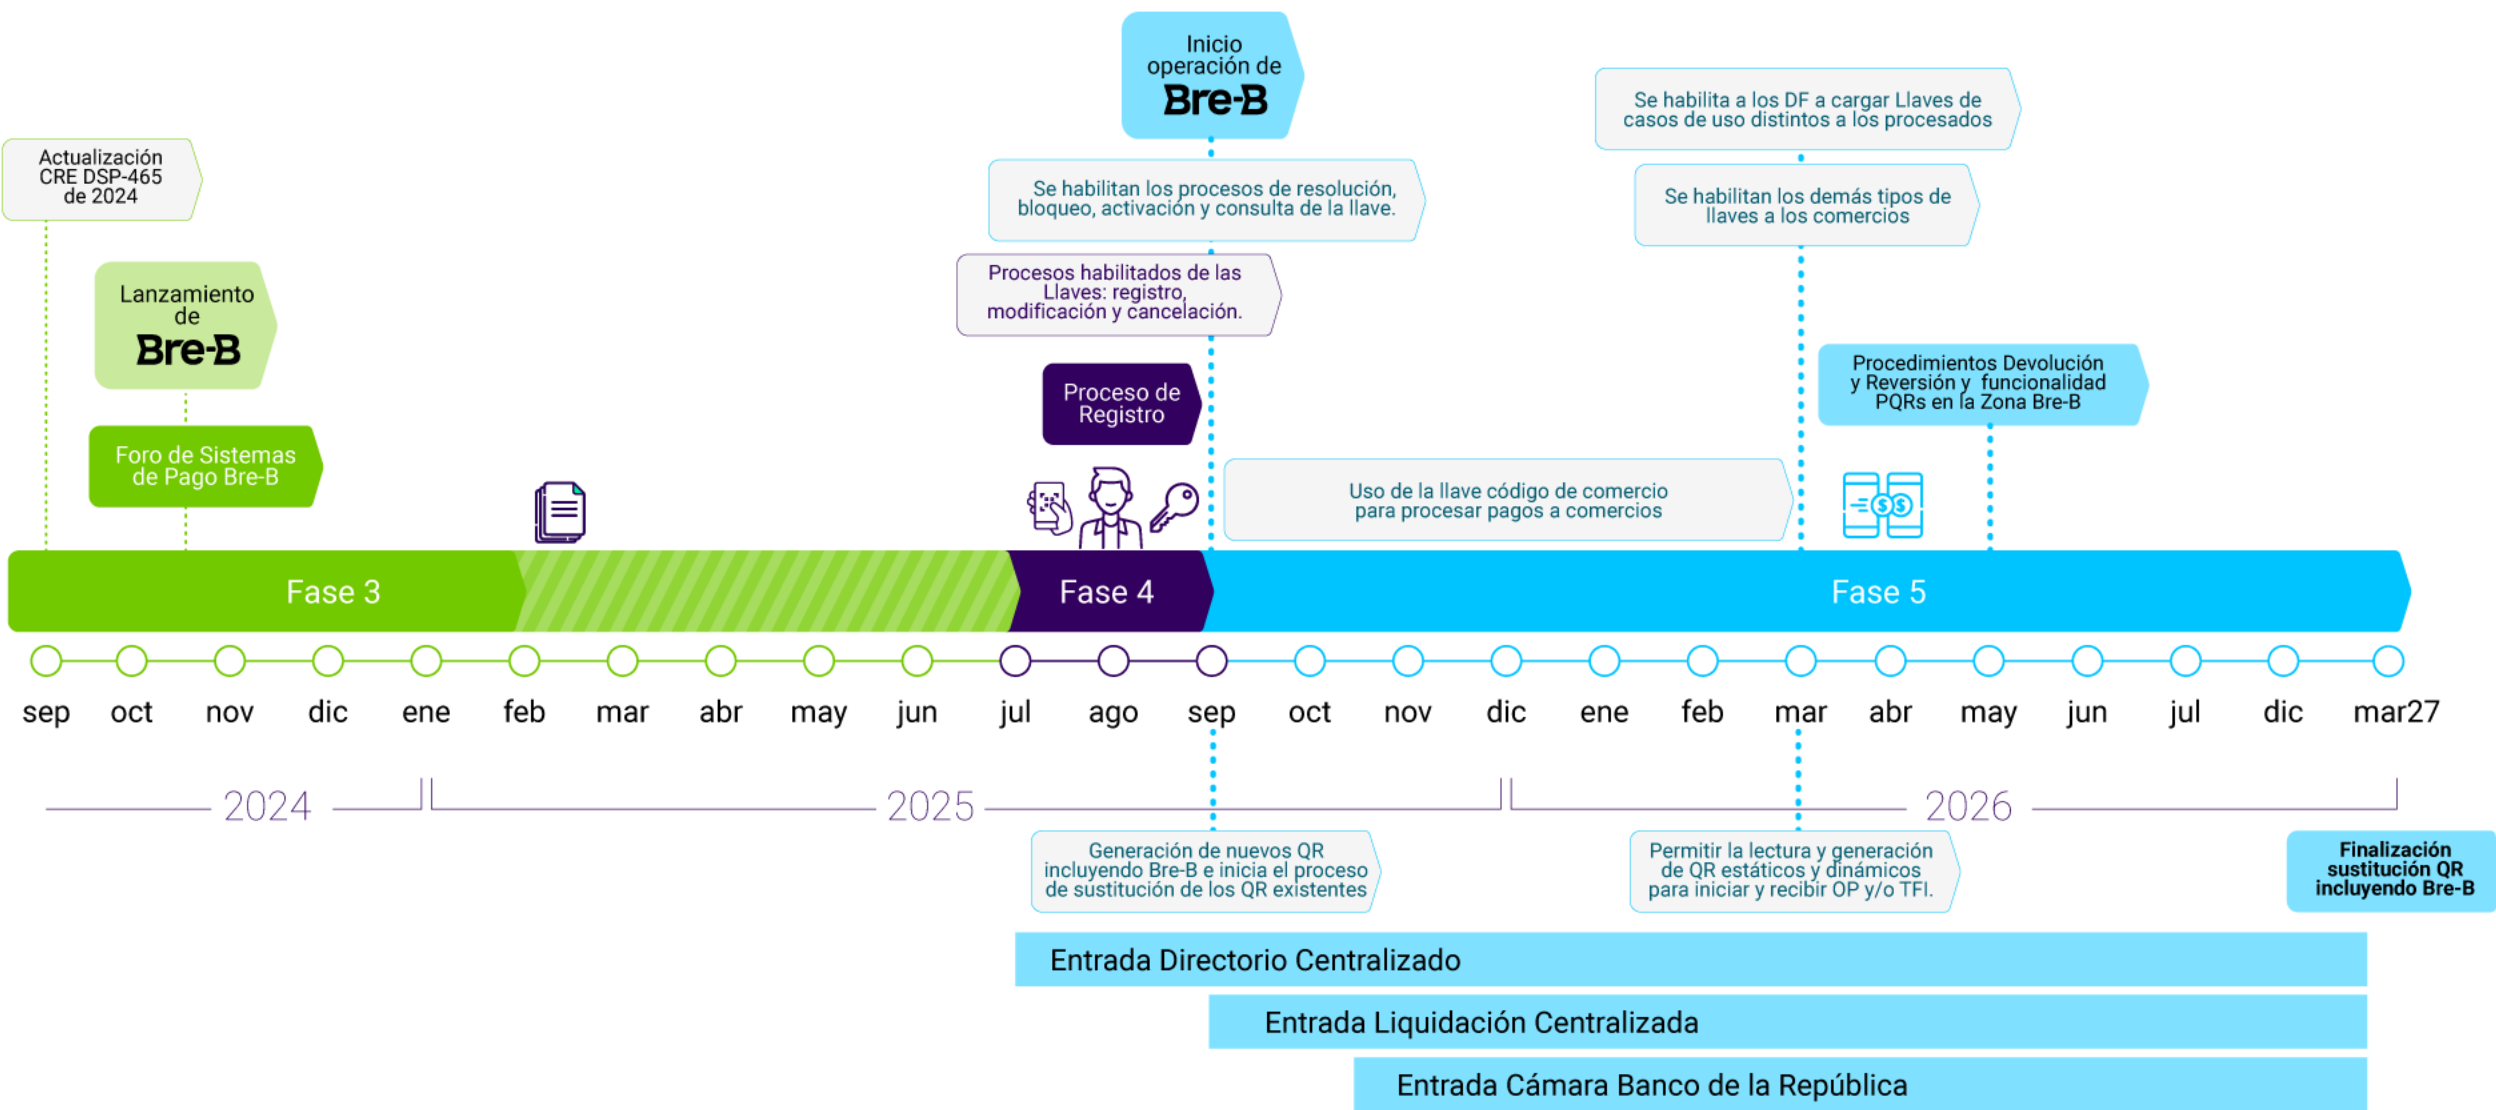 Inicio
operación de
Bre-B
Se habilita a los DF a cargar Llaves de
casos de uso distintos a los procesados
Actualización
CRE DSP-465
de 2024
Se habilitan los procesos de resolución,
bloqueo, activación y consulta de la llave.
Se habilitan los demás tipos de
llaves a los comercios
Lanzamiento
de
Bre-B
Procesos habilitados de las
Llaves: registro,
modificación y cancelación.
Proceso de
Registro
Procedimientos Devolución
y Reversión y funcionalidad
PQRs en la Zona Bre-B
Foro de Sistemas
de Pago Bre-B
Uso de la llave código de comercio
para procesar pagos a comercios
Fase 3
Fase 4
Fase 5
sep oct nov dic ene feb mar abr may jun jul ago sep oct nov dic ene feb mar abr may jun jul dic mar27
2024 2025 2026
Generación de nuevos QR
incluyendo Bre-B e inicia el proceso
de sustitución de los QR existentes
Permitir la lectura y generación
de QR estáticos y dinámicos
para iniciar y recibir OP y/o TFI.
Finalización
sustitución QR
incluyendo Bre-B
Entrada Directorio Centralizado
Entrada Liquidación Centralizada
Entrada Cámara Banco de la República